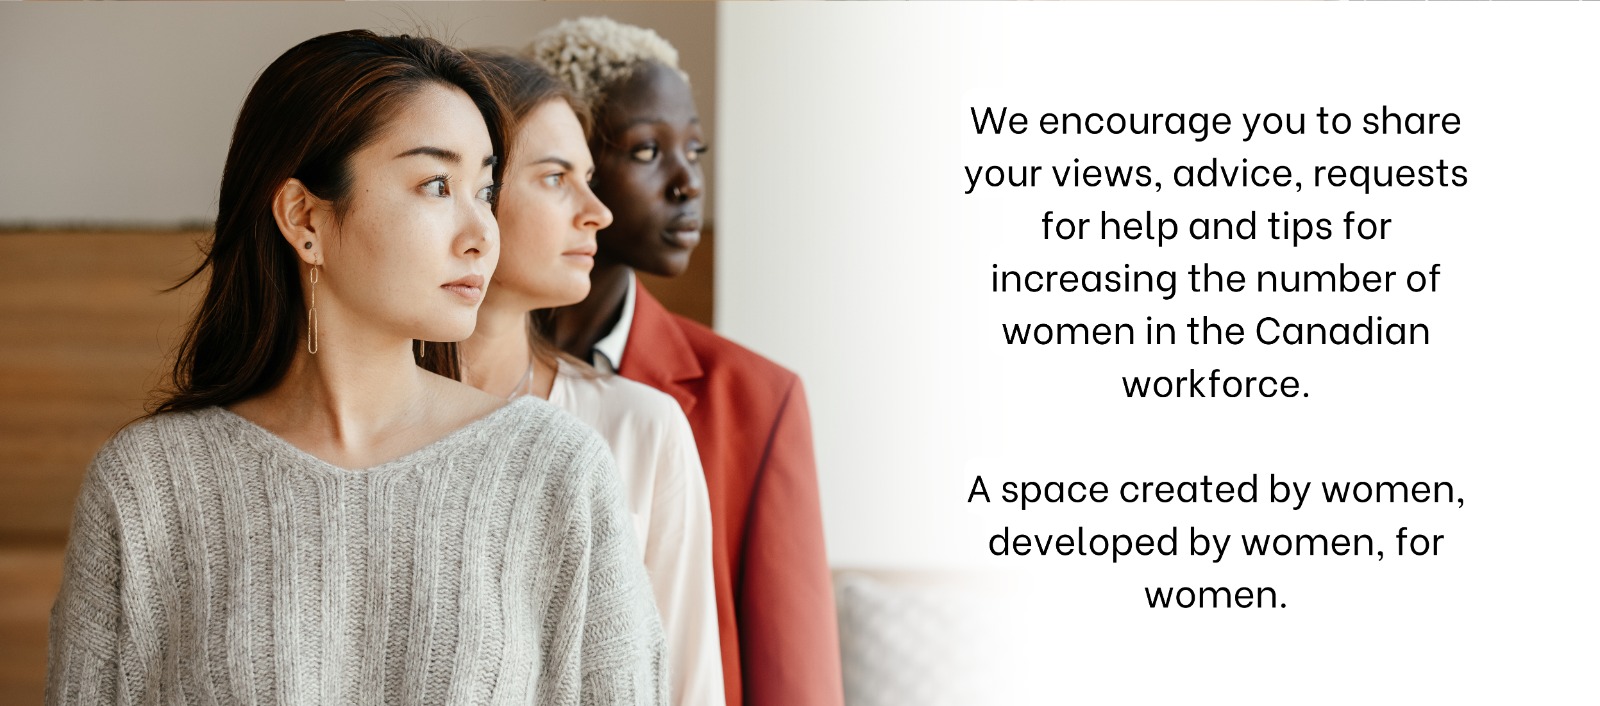 We encourage you to share
your views, advice, requests
for help and tips for
increasing the number of
women in the Canadian
workforce.
A space created by women,
developed by women, for
women.